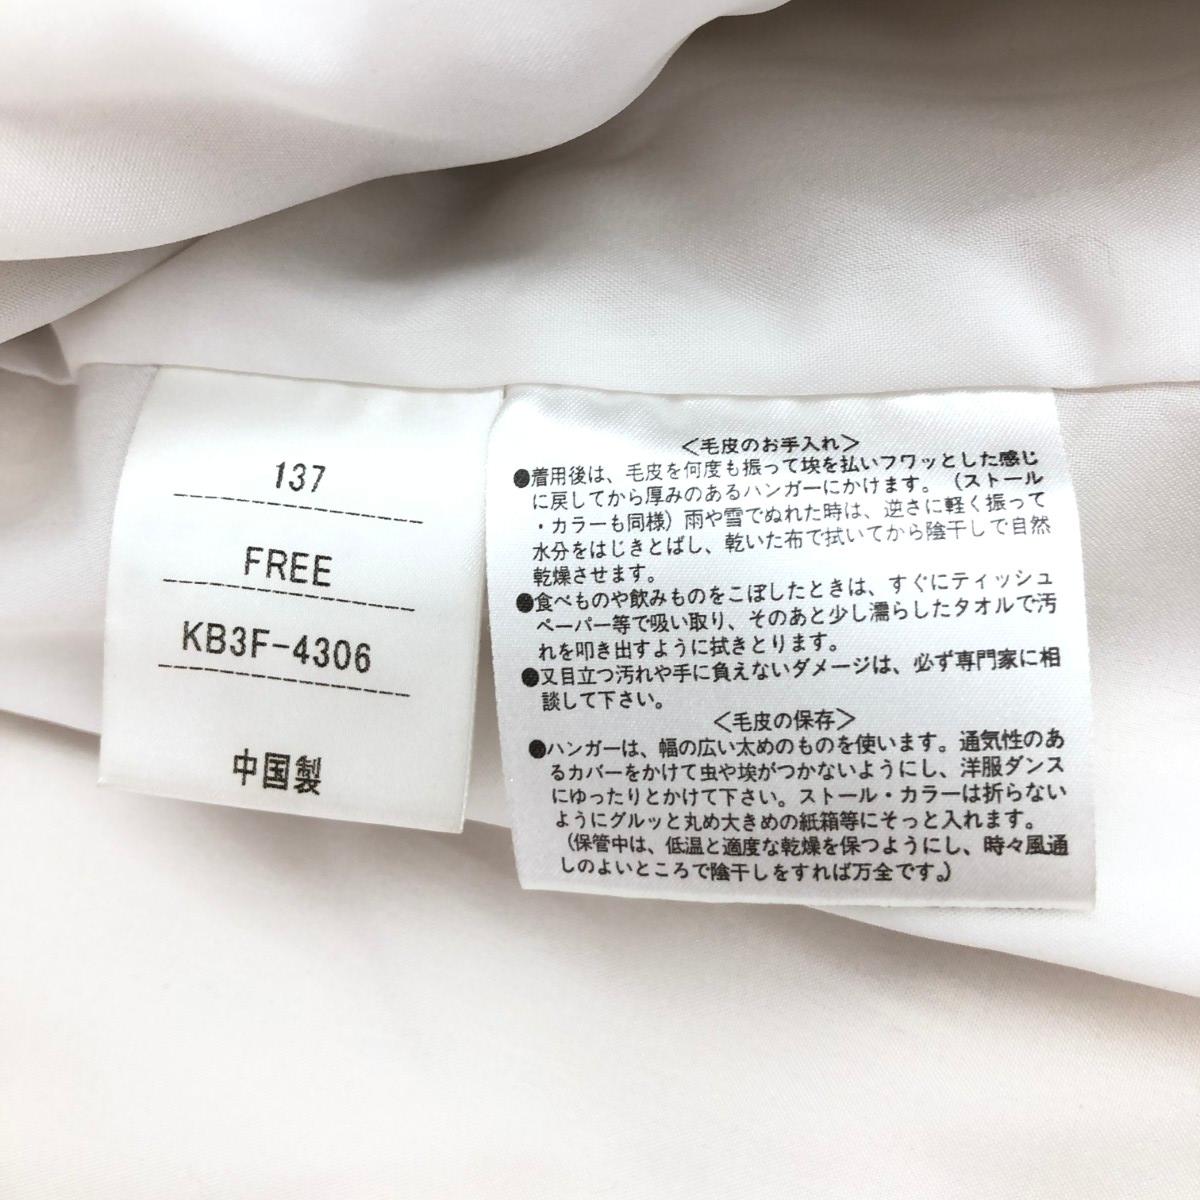 137
FREE
KB3F-4306
中国製
＜毛皮のお手入れ＞
●着用後は、毛皮を何度も振って埃を払いフワッとした感じ
に戻してから厚みのあるハンガーにかけます。（ストール
・カラーも同様）雨や雪でぬれた時は、逆さに軽く振って
水分をはじきとばし、乾いた布で拭いてから陰干しで自然
乾燥させます。
●食べものや飲みものをこぼしたときは、すぐにティッシュ
ペーパー等で吸い取り、そのあと少し濡らしたタオルで汚
れを叩き出すように拭きとります。
●又目立つ汚れや手に負えないダメージは、必ず専門家に相
談して下さい。
＜毛皮の保存＞
●ハンガーは、幅の広い太めのものを使います。通気性のあ
るカバーをかけて虫や埃がつかないようにし、洋服ダンス
にゆったりとかけて下さい。ストール・カラーは折らない
ようにグルッと丸め大きめの紙箱等にそっと入れます。
（保管中は、低温と適度な乾燥を保つようにし、時々風通
しのよいところで陰干しをすれば万全です。）